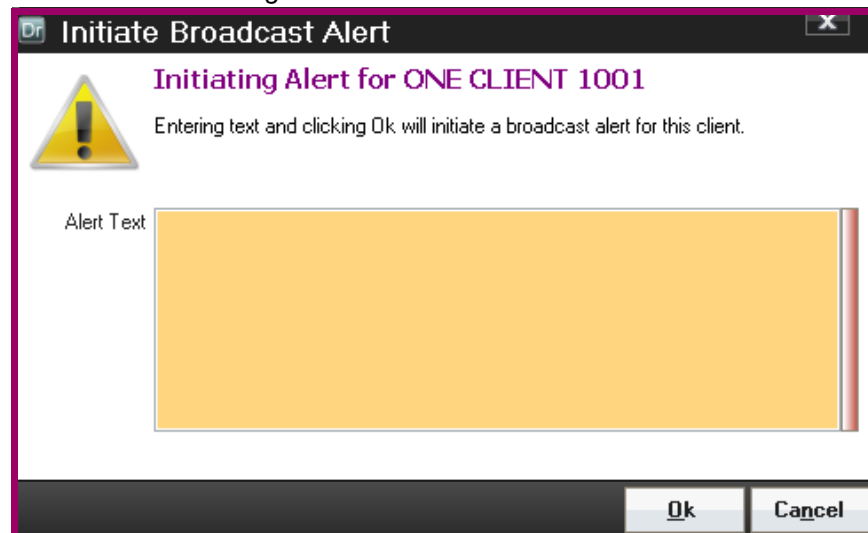 Dr Initiate Broadcast Alert X
Initiating Alert for ONE CLIENT 1001
Entering text and clicking Ok will initiate a broadcast alert for this client.
Alert Text
Ok Cancel